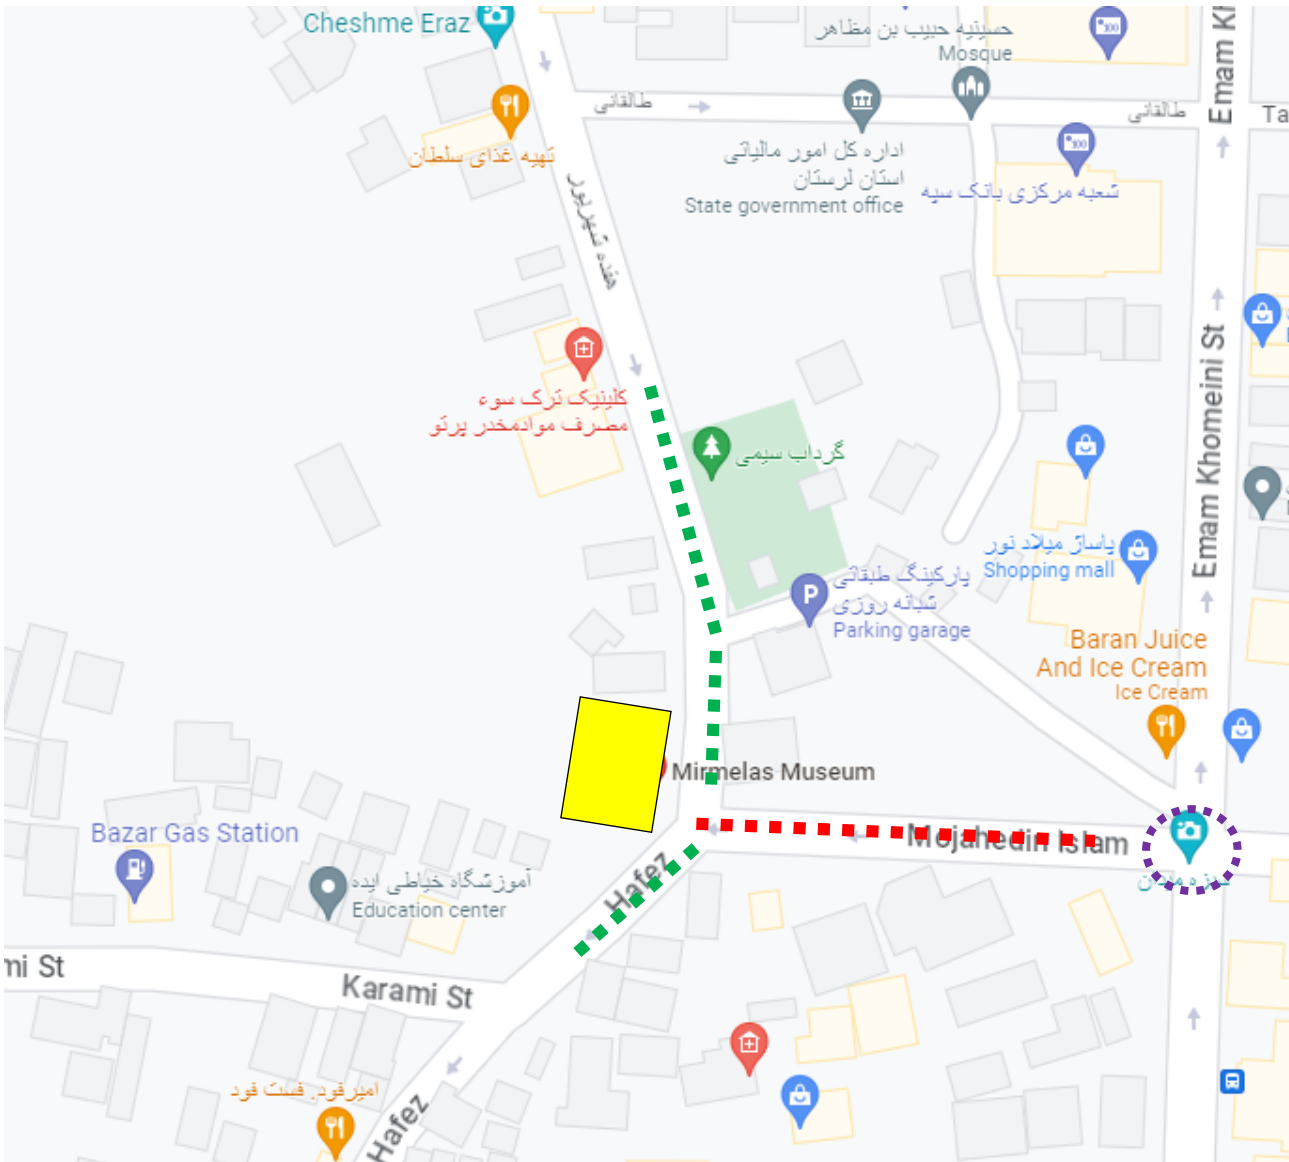 Cheshme Eraz
حسینیه حبیب بن مظاهر
Mosque
طالقانی
طالقانی
Ta
Emam Kh
تهیه غذای سلطان
اداره کل امور مالیاتی
استان لرستان
State government office
شعبه مرکزی بانک سپه
هفده شهریور
Emam Khomeini St
کلینیک ترک سوء
مصرف موادمخدر پرتو
گرداب سیمی
پاساژ میلاد نور
Shopping mall
پارکینگ طبقاتی
شبانه روزی
Parking garage
P
Baran Juice
And Ice Cream
Ice Cream
Mirmelas Museum
Bazar Gas Station
Mojahedin Islam
سبزه میدان
Hafez
آموزشگاه خیاطی ایده
Education center
mi St
Karami St
امیرفود. فست فود
Hafez